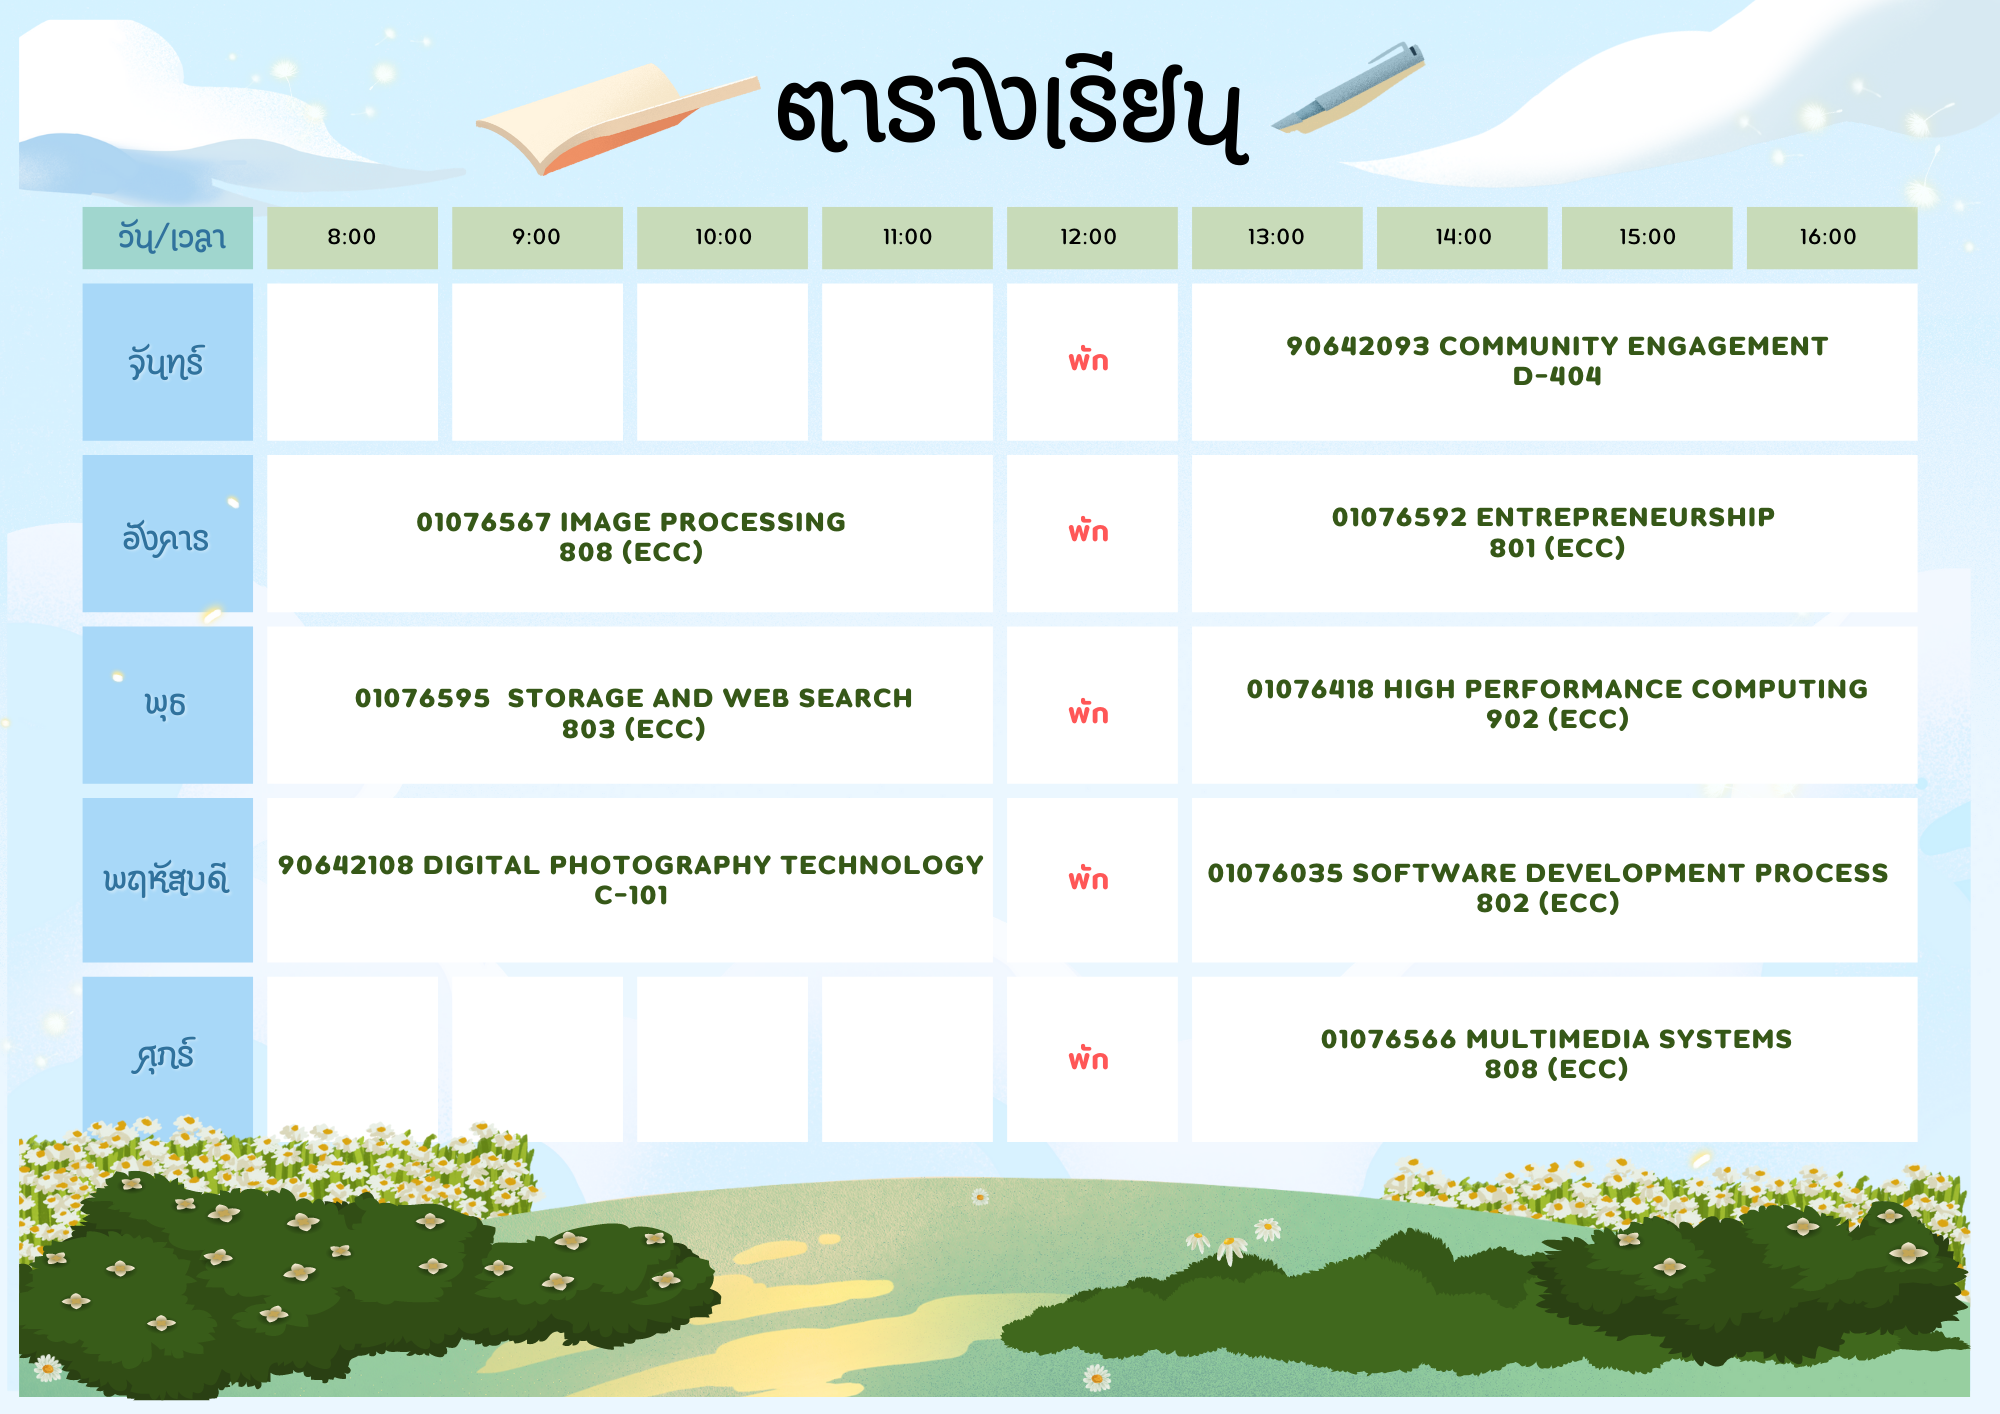 ตารางเรียน
วัน/เวลา 8:00 9:00 10:00 11:00 12:00 13:00 14:00 15:00 16:00
จันทร์
พัก
90642093 COMMUNITY ENGAGEMENT
D-404
อังคาร
01076567 IMAGE PROCESSING
808 (ECC)
พัก
01076592 ENTREPRENEURSHIP
801 (ECC)
พุธ
01076595 STORAGE AND WEB SEARCH
803 (ECC)
พัก
01076418 HIGH PERFORMANCE COMPUTING
902 (ECC)
พฤหัสบดี
90642108 DIGITAL PHOTOGRAPHY TECHNOLOGY
C-101
พัก
01076035 SOFTWARE DEVELOPMENT PROCESS
802 (ECC)
ศุกร์
พัก
01076566 MULTIMEDIA SYSTEMS
808 (ECC)